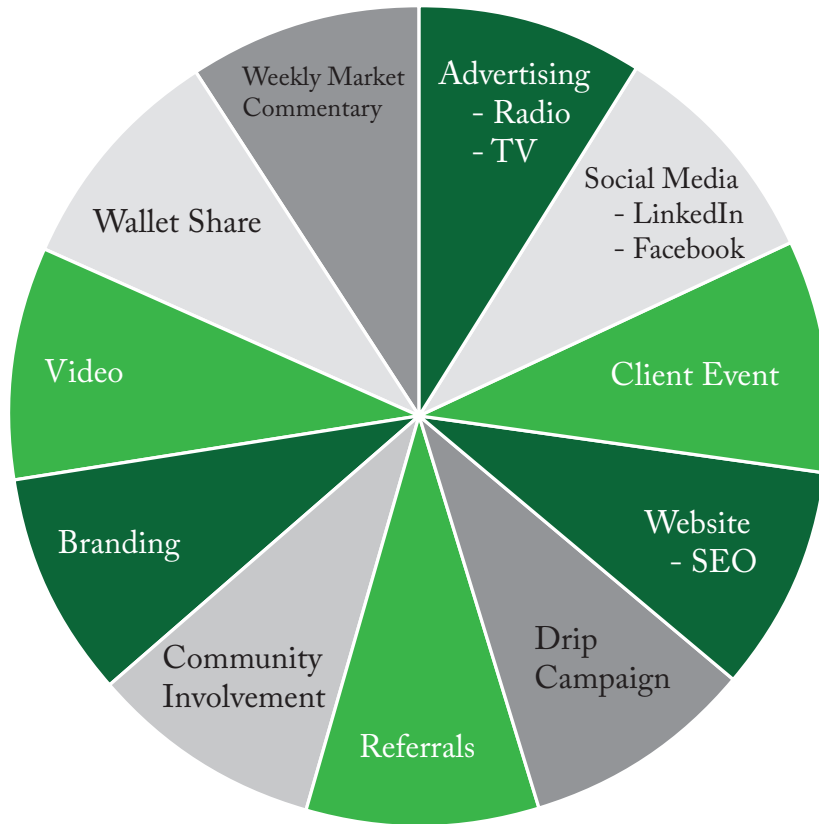 Advertising
- Radio
- TV
Social Media
- LinkedIn
- Facebook
Client Event
Website
- SEO
Drip
Campaign
Referrals
Community
Involvement
Branding
Video
Wallet Share
Weekly Market
Commentary